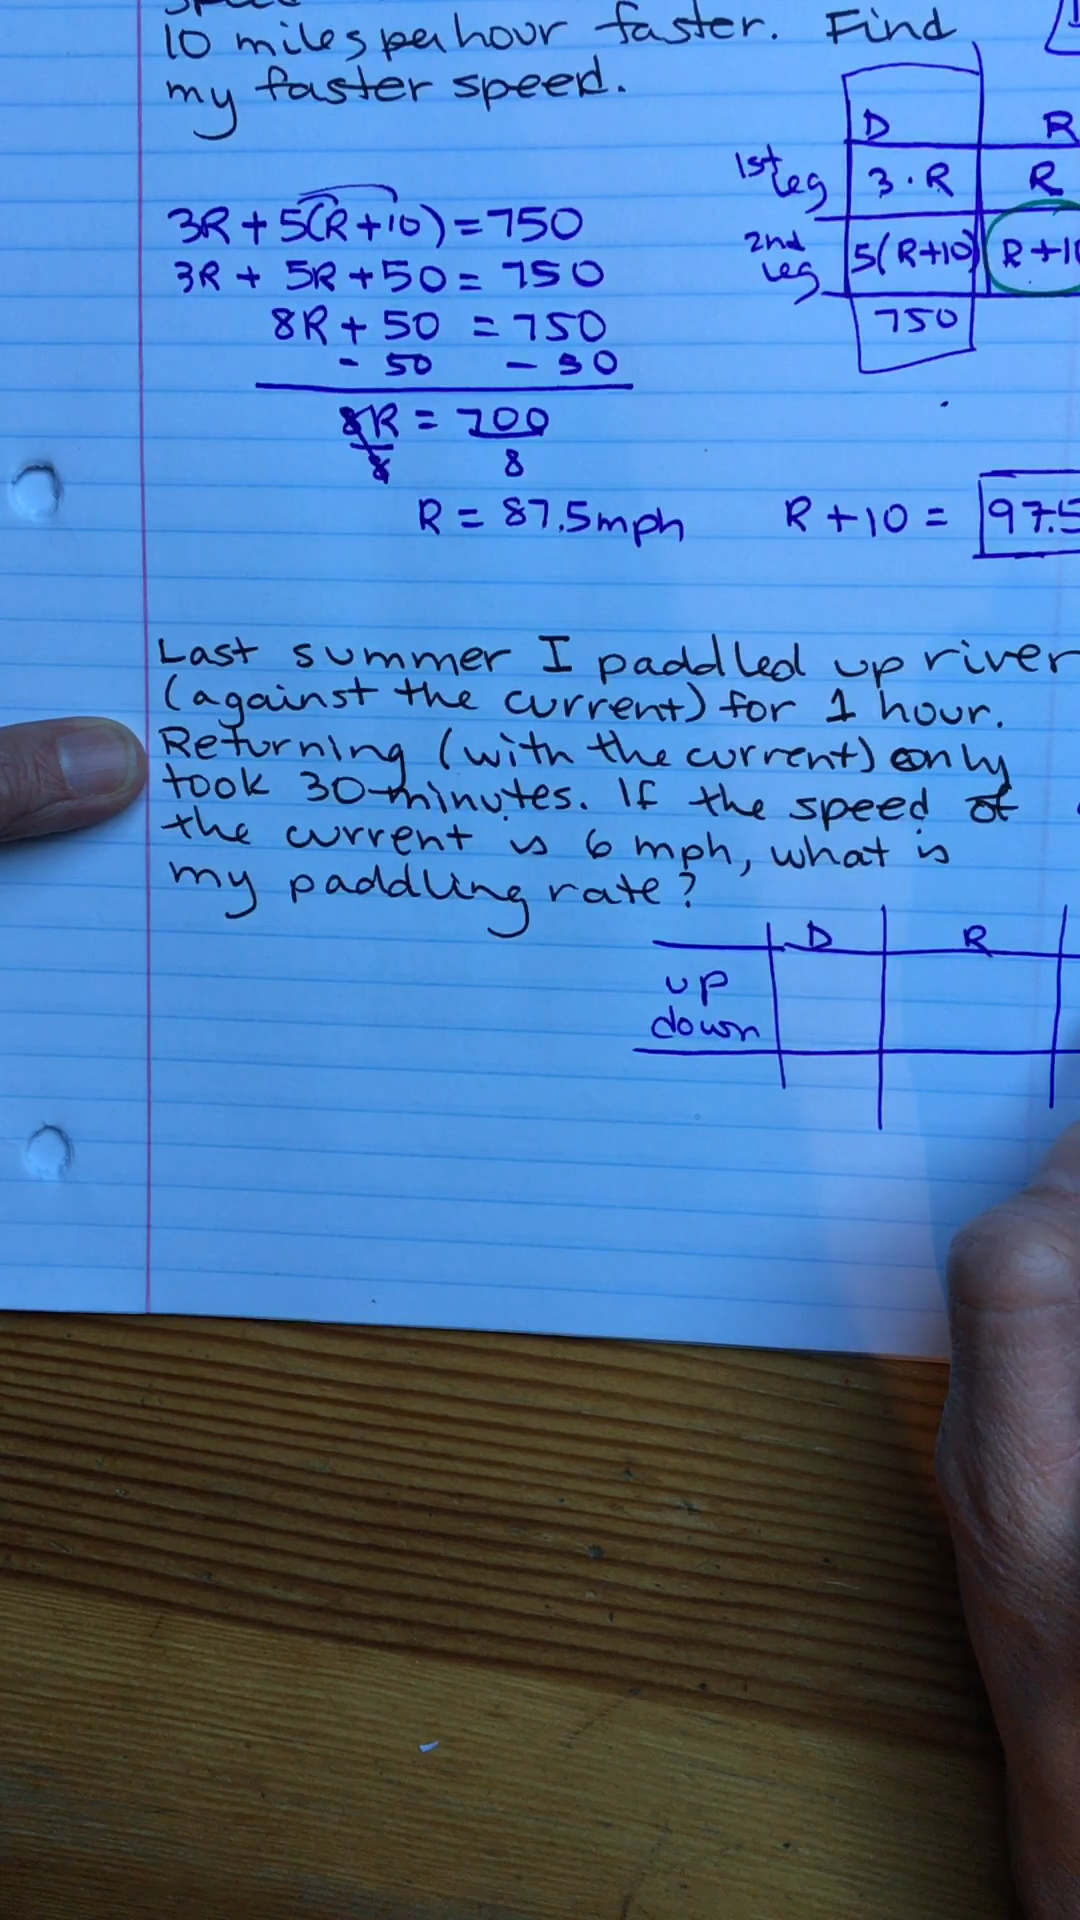 10 miles per hour faster. Find
my faster speed.
D R
1st leg 3·R R
3R+5(R+10)=750
2nd leg 5(R+10) R+10
3R + 5R+50 = 750
8R + 50 = 750
750
- 50 - 50
8R = 700
8 8
R = 87.5mph R+10 = 97.5
Last summer I paddled up river
(against the current) for 1 hour.
Returning (with the current) only
took 30 minutes. If the speed of
the current is 6 mph, what is
my paddling rate?
D R
up
down